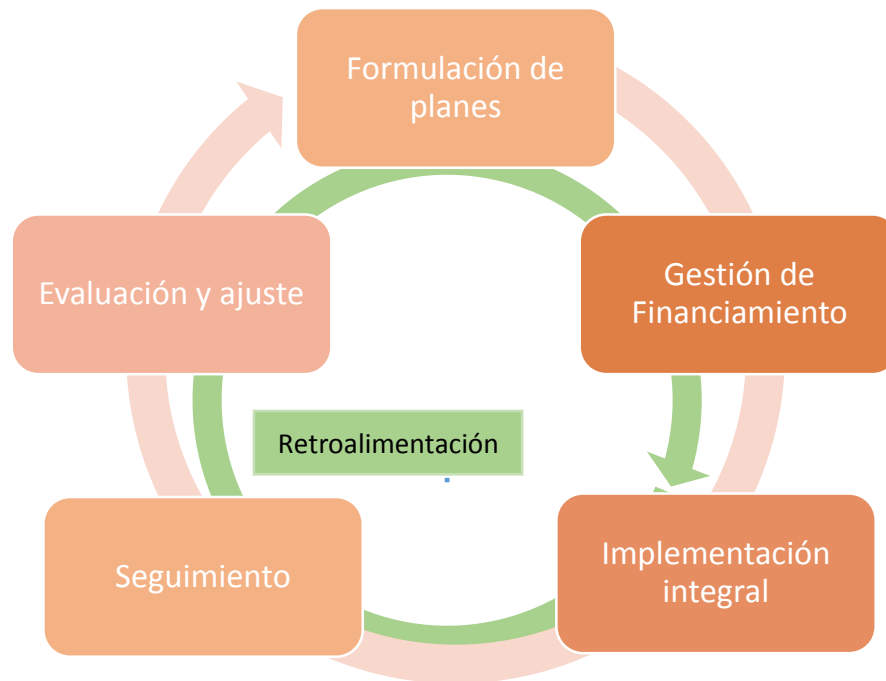 Formulación de
planes
Gestión de
Financiamiento
Implementación
integral
Seguimiento
Evaluación y ajuste
Retroalimentación